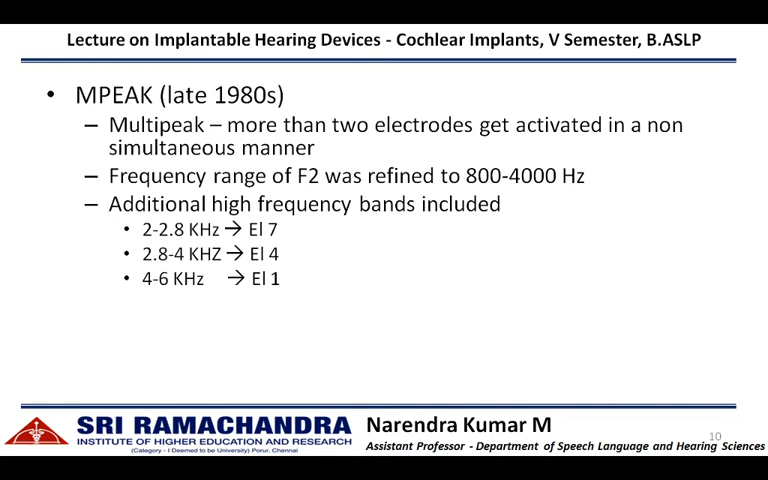 Lecture on Implantable Hearing Devices - Cochlear Implants, V Semester, B.ASLP
• MPEAK (late 1980s)
– Multipeak – more than two electrodes get activated in a non
simultaneous manner
– Frequency range of F2 was refined to 800-4000 Hz
– Additional high frequency bands included
• 2-2.8 KHz → El 7
• 2.8-4 KHZ → El 4
• 4-6 KHz → El 1
SRI RAMACHANDRA
INSTITUTE OF HIGHER EDUCATION AND RESEARCH
(Category - I Deemed to be University) Porur, Chennai
Narendra Kumar M
Assistant Professor - Department of Speech Language and Hearing Sciences
10